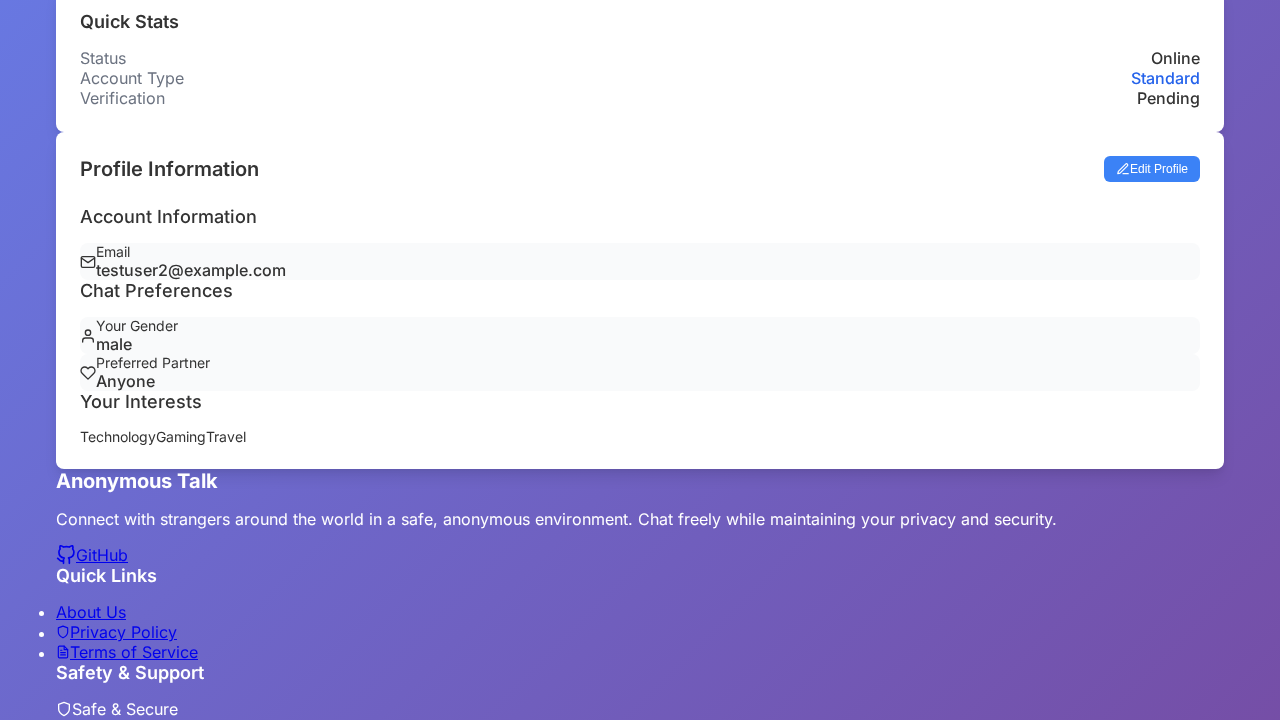 Quick Stats
Status Online
Account Type Standard
Verification Pending
Profile Information Edit Profile
Account Information
Email
testuser2@example.com
Chat Preferences
Your Gender
male
Preferred Partner
Anyone
Your Interests
TechnologyGamingTravel
Anonymous Talk
Connect with strangers around the world in a safe, anonymous environment. Chat freely while maintaining your privacy and security.
GitHub
Quick Links
About Us
Privacy Policy
Terms of Service
Safety & Support
Safe & Secure